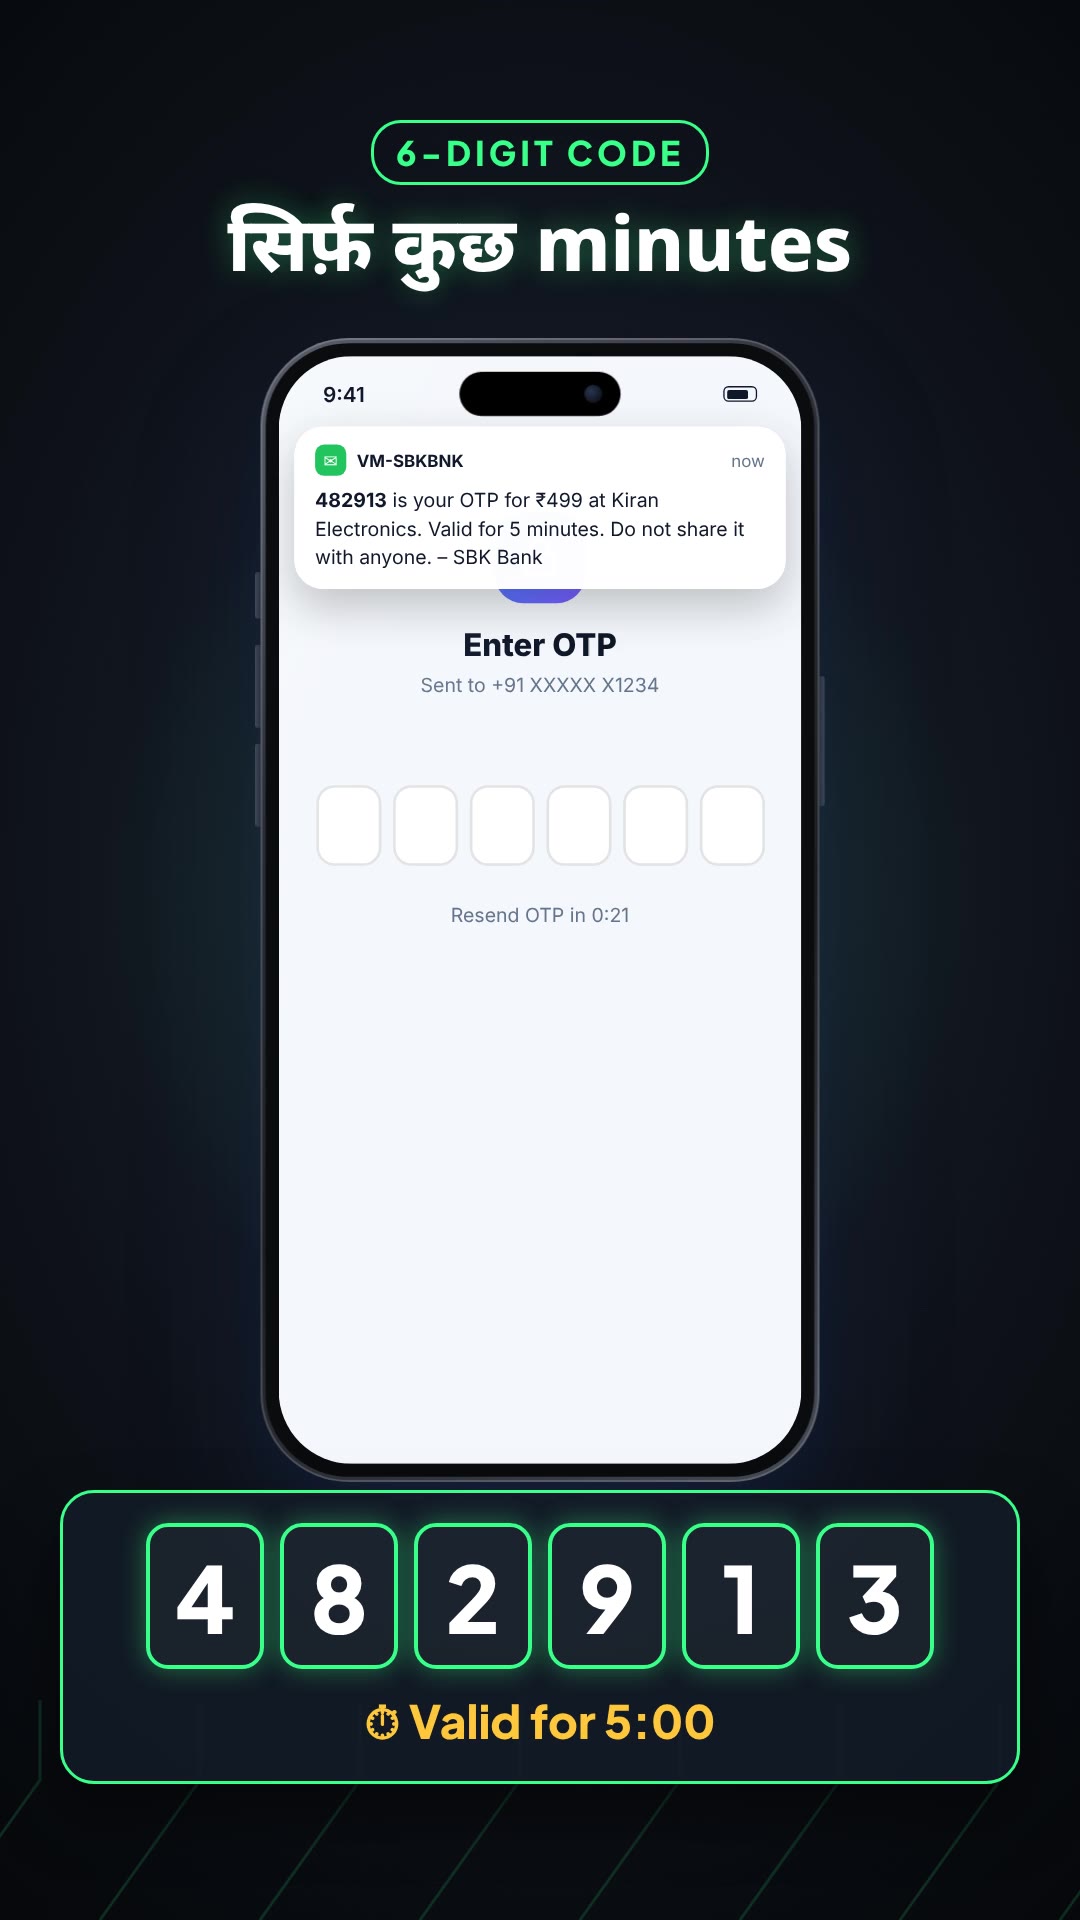 6-DIGIT CODE
सिर्फ़ कुछ minutes
9:41
VM-SBKBNK
now
482913 is your OTP for ₹499 at Kiran
Electronics. Valid for 5 minutes. Do not share it
with anyone. – SBK Bank
Enter OTP
Sent to +91 XXXXX X1234
Resend OTP in 0:21
4 8 2 9 1 3
⏱ Valid for 5:00